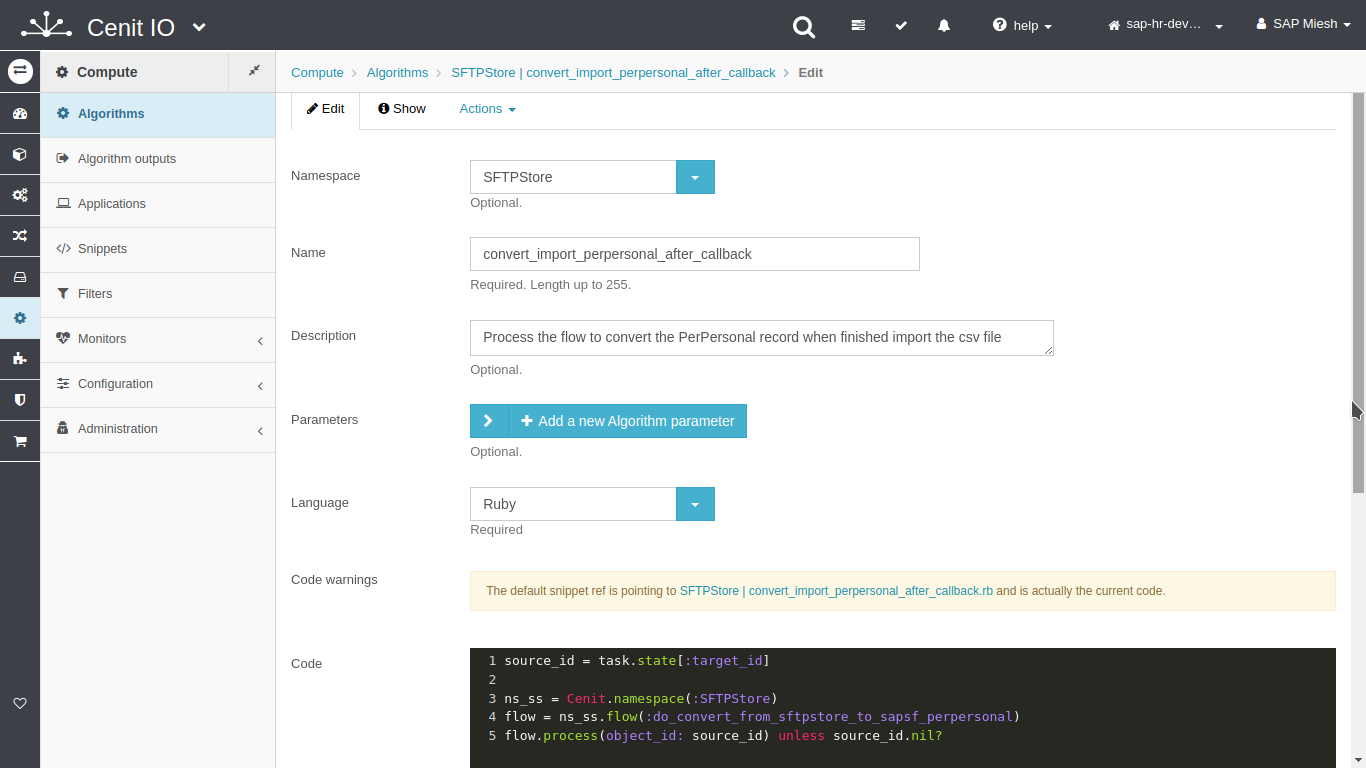 Cenit IO
help
sap-hr-dev…
SAP Miesh
Compute
Compute
Algorithms
SFTPStore | convert_import_perpersonal_after_callback
Edit
Algorithms
Algorithm outputs
Applications
Snippets
Filters
Monitors
Configuration
Administration
Edit
Show
Actions
Namespace
SFTPStore
Optional.
Name
convert_import_perpersonal_after_callback
Required. Length up to 255.
Description
Process the flow to convert the PerPersonal record when finished import the csv file
Optional.
Parameters
Add a new Algorithm parameter
Optional.
Language
Ruby
Required
Code warnings
The default snippet ref is pointing to SFTPStore | convert_import_perpersonal_after_callback.rb and is actually the current code.
Code
1 source_id = task.state[:target_id]
2
3 ns_ss = Cenit.namespace(:SFTPStore)
4 flow = ns_ss.flow(:do_convert_from_sftpstore_to_sapsf_perpersonal)
5 flow.process(object_id: source_id) unless source_id.nil?